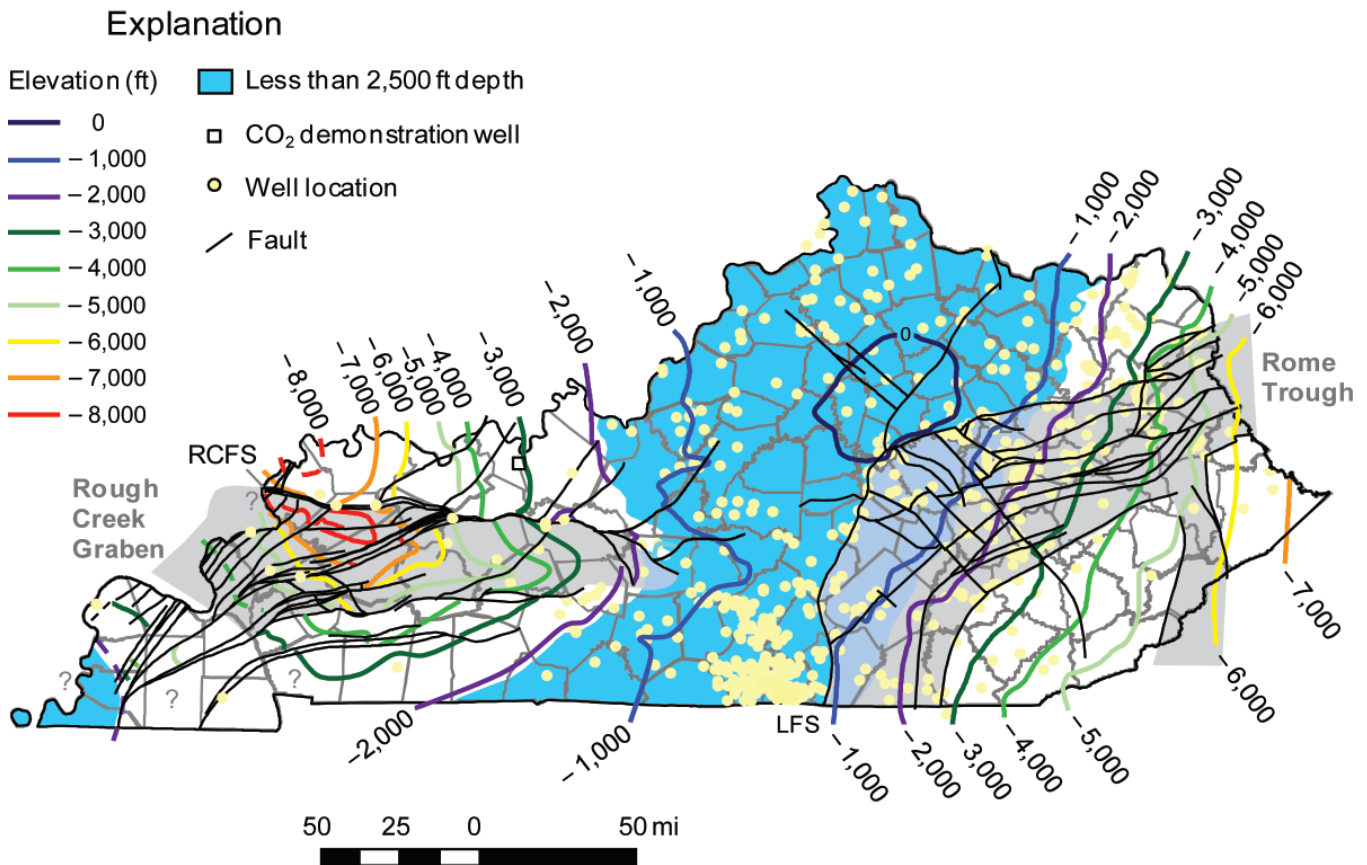 Explanation
Elevation (ft)
0
– 1,000
– 2,000
– 3,000
– 4,000
– 5,000
– 6,000
– 7,000
– 8,000
Less than 2,500 ft depth
CO₂ demonstration well
Well location
Fault
– 8,000
– 7,000
– 6,000
– 5,000
– 4,000
– 3,000
– 2,000
– 1,000
– 1,000
– 2,000
– 3,000
– 4,000
– 5,000
– 6,000
0
Rome
Trough
RCFS
Rough
Creek
Graben
?
?
?
?
– 2,000
– 1,000
LFS
– 1,000
– 2,000
– 3,000
– 4,000
– 5,000
– 6,000
– 7,000
50 25 0 50 mi